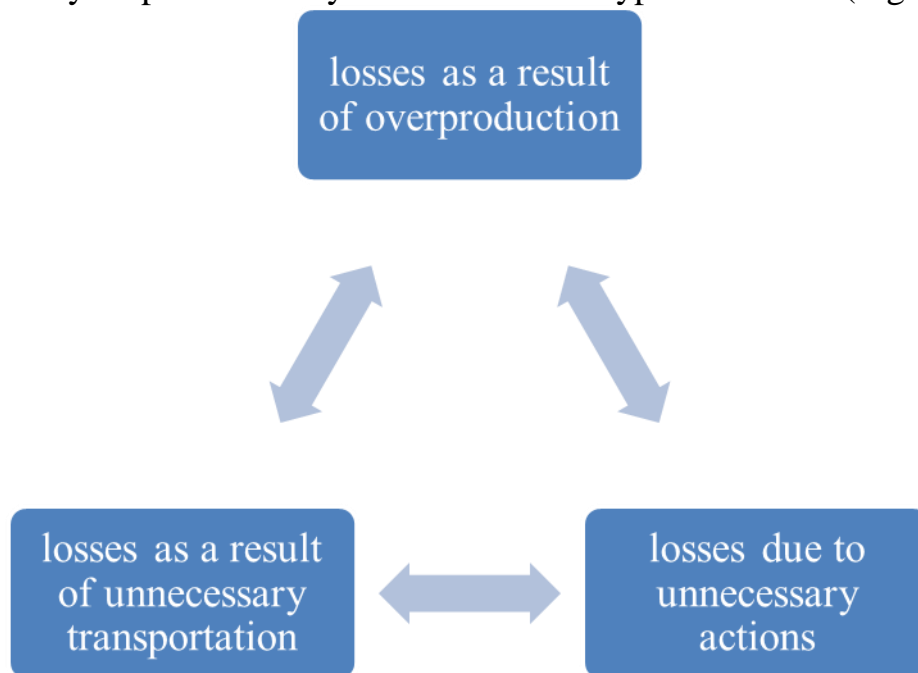 losses as a result
of overproduction
losses as a result
of unnecessary
transportation
losses due to
unnecessary
actions